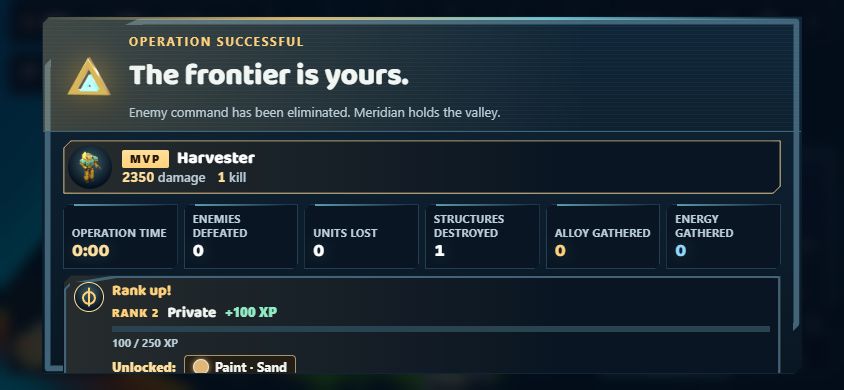 OPERATION SUCCESSFUL
The frontier is yours.
Enemy command has been eliminated. Meridian holds the valley.
MVP Harvester
2350 damage 1 kill
OPERATION TIME
0:00
ENEMIES
DEFEATED
0
UNITS LOST
0
STRUCTURES
DESTROYED
1
ALLOY GATHERED
0
ENERGY
GATHERED
0
Rank up!
RANK 2 Private +100 XP
100 / 250 XP
Unlocked: Paint · Sand